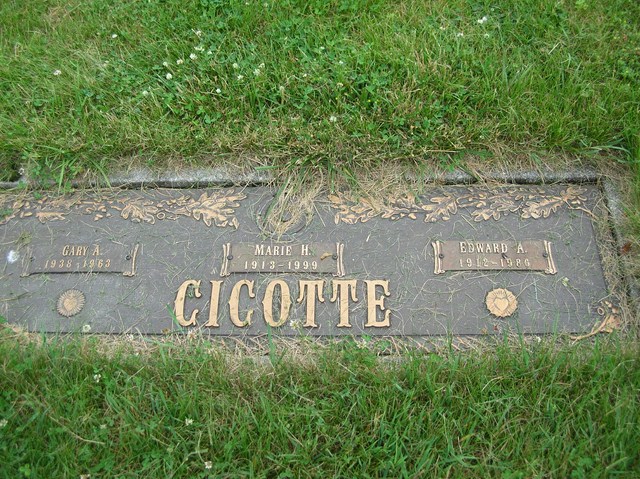 GARY A.
1938-1963
MARIE H.
1913-1999
EDWARD A.
1912-1986
CICOTTE